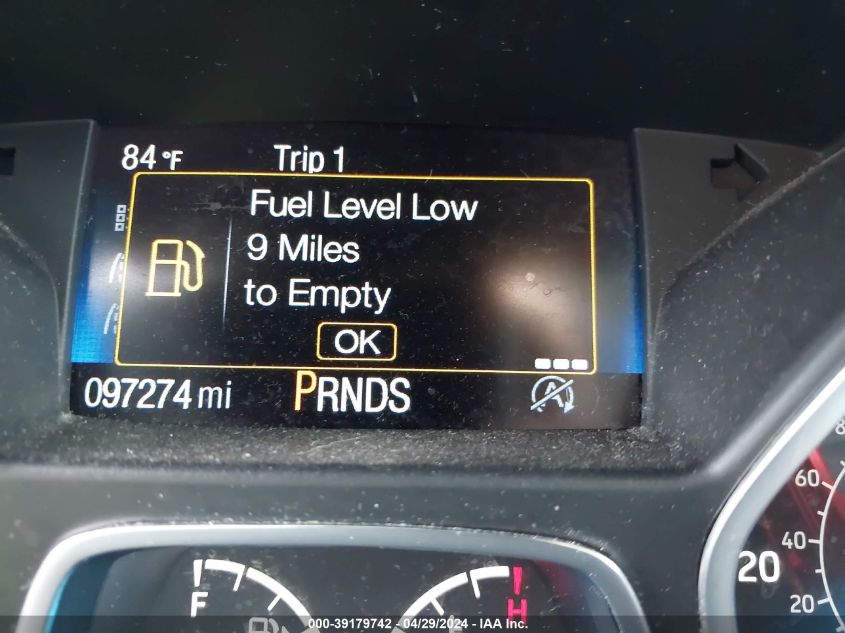 84 °F Trip 1
Fuel Level Low
9 Miles
to Empty
OK
097274 mi PRNDS A
8
60
40
20 20
F H
000-39179742 - 04/29/2024 - IAA Inc.